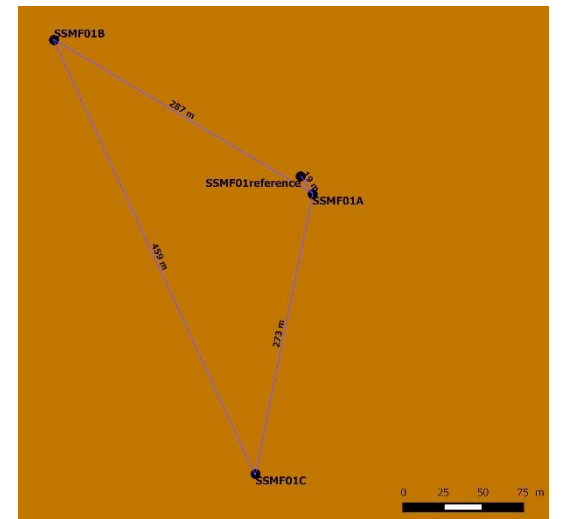 SSMF01B
287 m
19 m
SSMF01reference
SSMF01A
459 m
273 m
SSMF01C
0 25 50 75 m